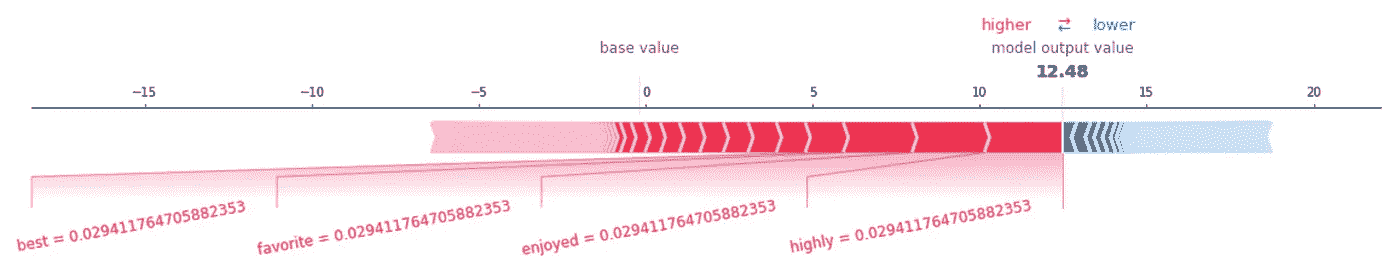 higher ⇄ lower
base value
model output value
12.48
−15 −10 −5 0 5 10 15 20
best = 0.029411764705882353
favorite = 0.029411764705882353
enjoyed = 0.029411764705882353
highly = 0.029411764705882353